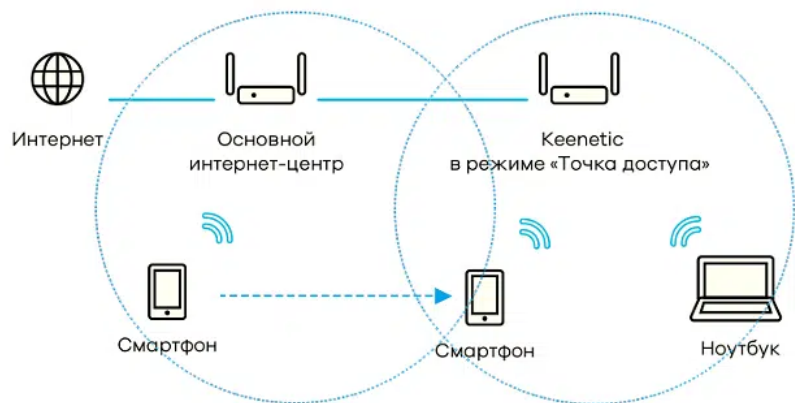 Интернет
Основной
интернет-центр
Keenetic
в режиме «Точка доступа»
Смартфон
Смартфон
Ноутбук